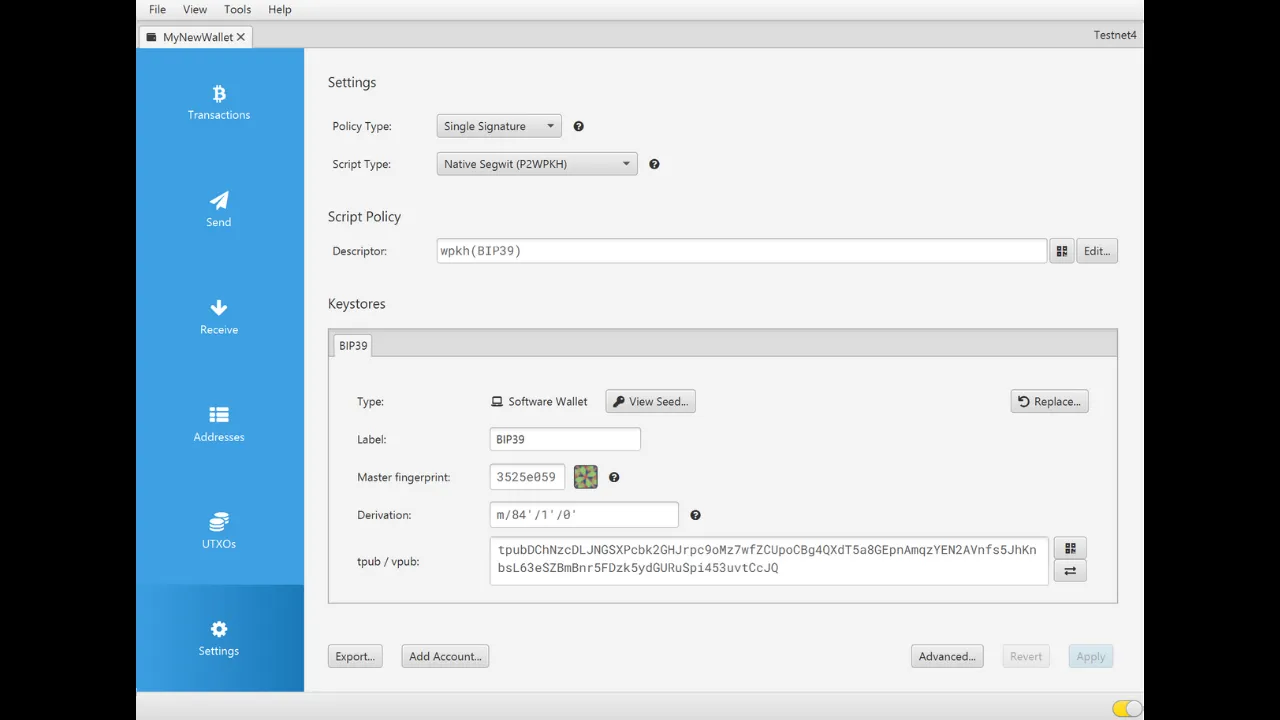 File View Tools Help
MyNewWallet
Testnet4
Transactions
Send
Receive
Addresses
UTXOs
Settings
Settings
Policy Type: Single Signature
Script Type: Native Segwit (P2WPKH)
Script Policy
Descriptor: wpkh(BIP39) Edit...
Keystores
BIP39
Type: Software Wallet View Seed... Replace...
Label: BIP39
Master fingerprint: 3525e059
Derivation: m/84'/1'/0'
tpub / vpub: tpubDChNzcDLJNGSXPcbk2GHJrpc9oMz7wfZCUpoCBg4QXdT5a8GEpnAmqzYEN2AVnfs5JhKn
bsL63eSZBmBnr5FDzk5ydGURuSpi453uvtCcJQ
Export... Add Account... Advanced... Revert Apply